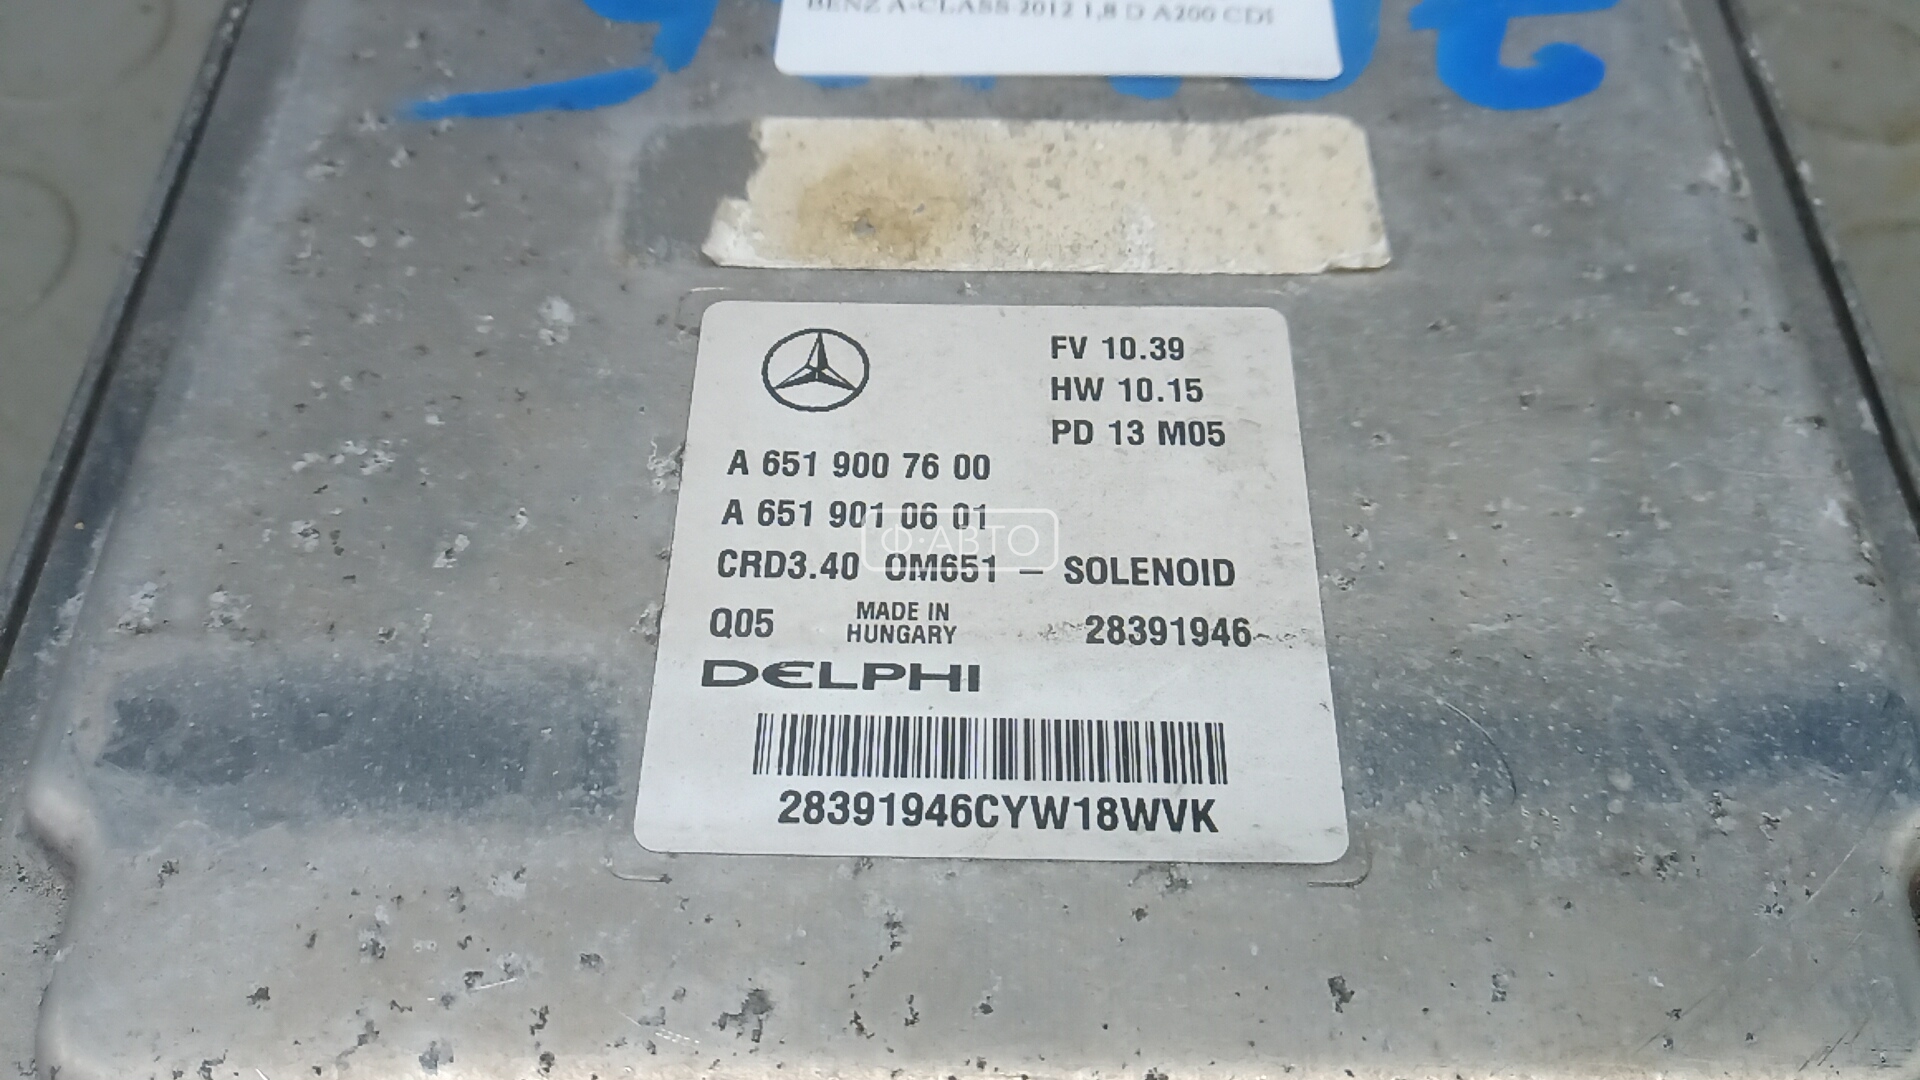 BENZ A-CLASS 2012 1,8 D A200 CDI
FV 10.39
HW 10.15
PD 13 M05
A 651 900 76 00
A 651 901 06 01
Ф·АВТО
CRD3.40 OM651 – SOLENOID
Q05 MADE IN HUNGARY 28391946
DELPHI
28391946CYW18WVK